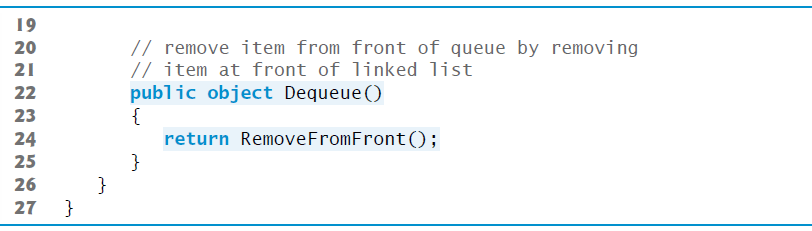 19
20 // remove item from front of queue by removing
21 // item at front of linked list
22 public object Dequeue()
23 {
24 return RemoveFromFront();
25 }
26 }
27 }